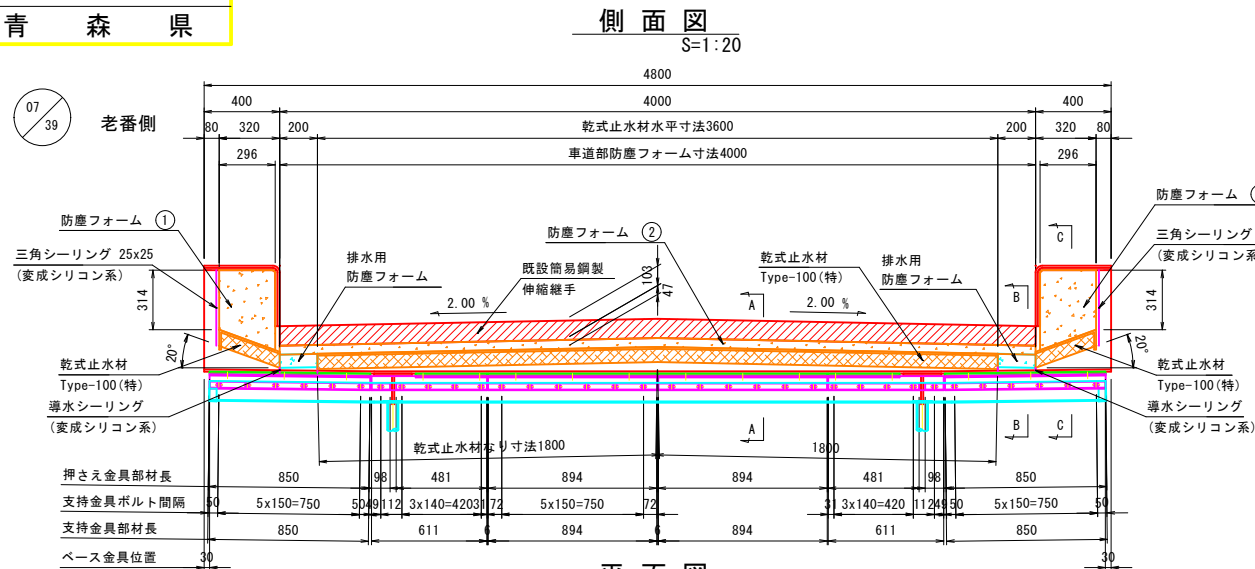 青森県
側面図
S=1:20
07
39
老番側
4800
400
4000
400
80
320
200
乾式止水材水平寸法3600
200
320
80
296
車道部防塵フォーム寸法4000
296
防塵フォーム ①
三角シーリング 25x25
(変成シリコン系)
314
20°
乾式止水材
Type-100(特)
導水シーリング
(変成シリコン系)
排水用
防塵フォーム
2.00 %
既設簡易鋼製
伸縮継手
防塵フォーム ②
103
47
乾式止水材
Type-100(特)
A
2.00 %
排水用
防塵フォーム
B
C
防塵フォーム
三角シーリング
(変成シリコン系)
314
20°
乾式止水材
Type-100(特)
導水シーリング
(変成シリコン系)
A
B
C
乾式止水材なり寸法1800
1800
押さえ金具部材長
850
98
481
894
894
481
98
850
支持金具ボルト間隔
50
5x150=750
50
49
112
3x140=420
31
72
5x150=750
72
31
3x140=420
112
49
50
5x150=750
50
支持金具部材長
850
611
6
894
6
894
611
850
ベース金具位置
30
30
平面図